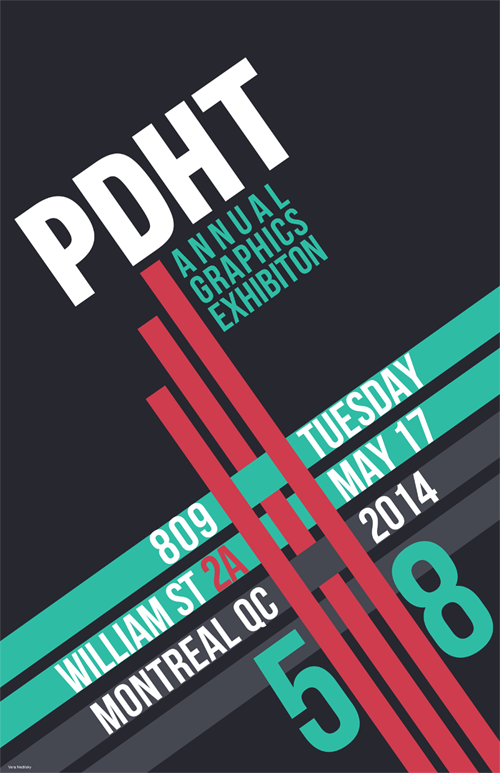 PDHT
ANNUAL
GRAPHICS
EXHIBITON
TUESDAY
MAY 17
2014
809
WILLIAM ST 2A
MONTREAL QC
5 8